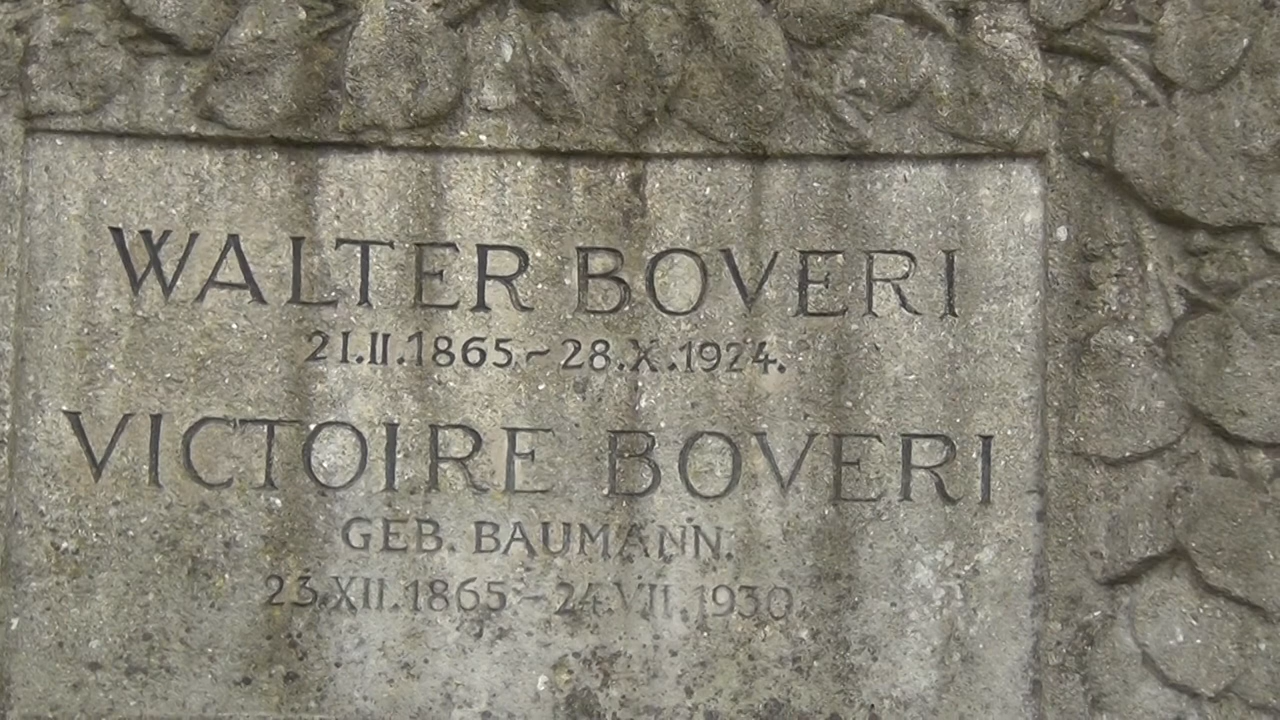 WALTER BOVERI
21.II.1865.~28.X.1924.
VICTOIRE BOVERI
GEB. BAUMANN.
23.XII.1865~24.VII.1930